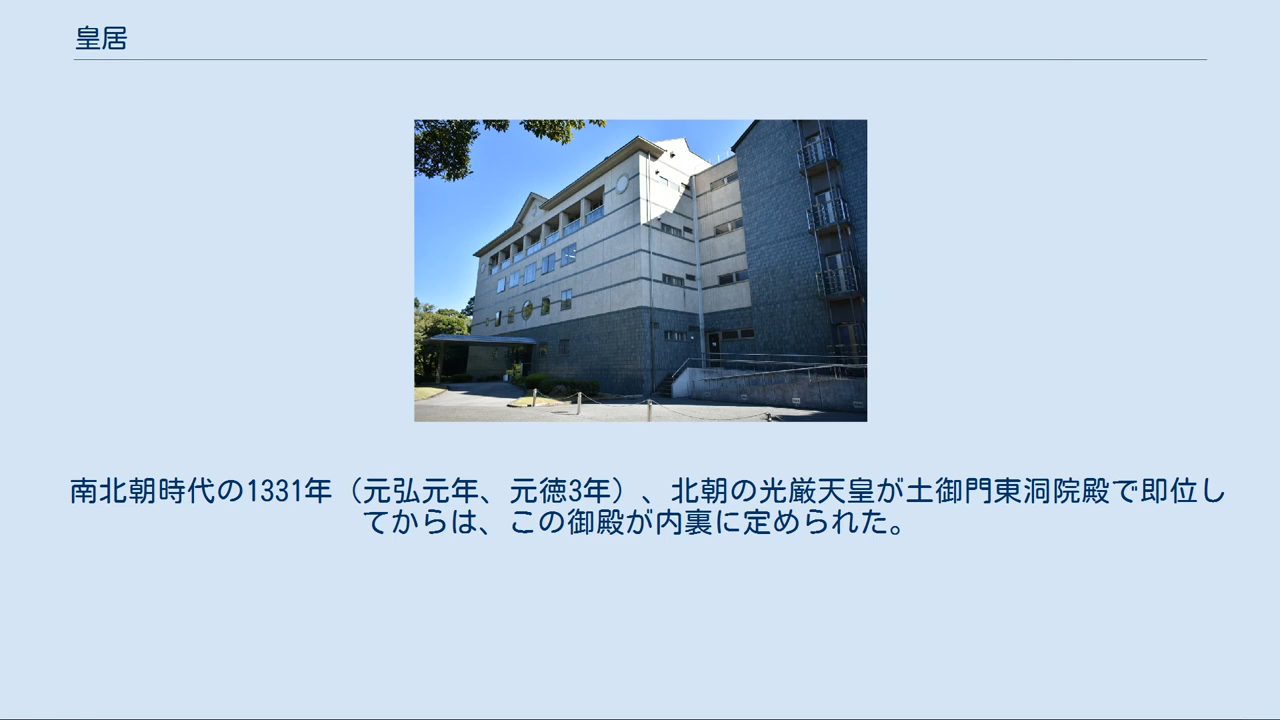 皇居
南北朝時代の1331年（元弘元年、元徳3年）、北朝の光厳天皇が土御門東洞院殿で即位し
てからは、この御殿が内裏に定められた。